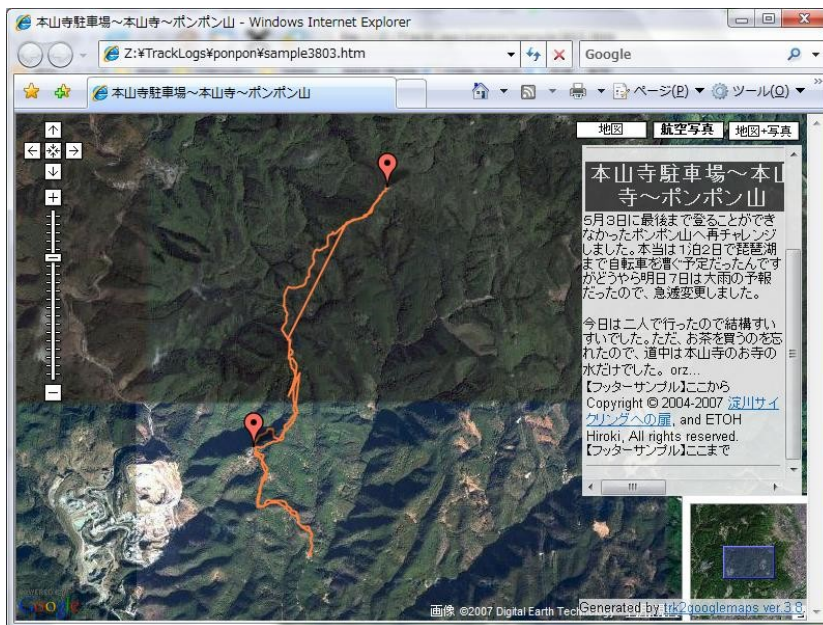 本山寺駐車場～本山寺～ポンポン山 - Windows Internet Explorer
Z:¥TrackLogs¥ponpon¥sample3803.htm
Google
本山寺駐車場～本山寺～ポンポン山
ページ(P)
ツール(O)
地図
航空写真
地図+写真
本山寺駐車場～本山
寺～ポンポン山
5月3日に最後まで登ることができ
なかったポンポン山へ再チャレンジ
しました。本当は1泊2日で琵琶湖
まで自転車を漕ぐ予定だったんです
がどうやら明日7日は大雨の予報
だったので、急遽変更しました。
今日は二人で行ったので結構すい
すいでした。ただ、お茶を買うのを忘
れたので、道中は本山寺のお寺の
水だけでした。orz...
【フッターサンプル】ここから
Copyright © 2004-2007 淀川サイ
クリングへの扉, and ETOH
Hiroki, All rights reserved.
【フッターサンプル】ここまで
POWERED BY
Google
画像 ©2007 Digital Earth Tech
Generated by trk2googlemaps ver.3.8